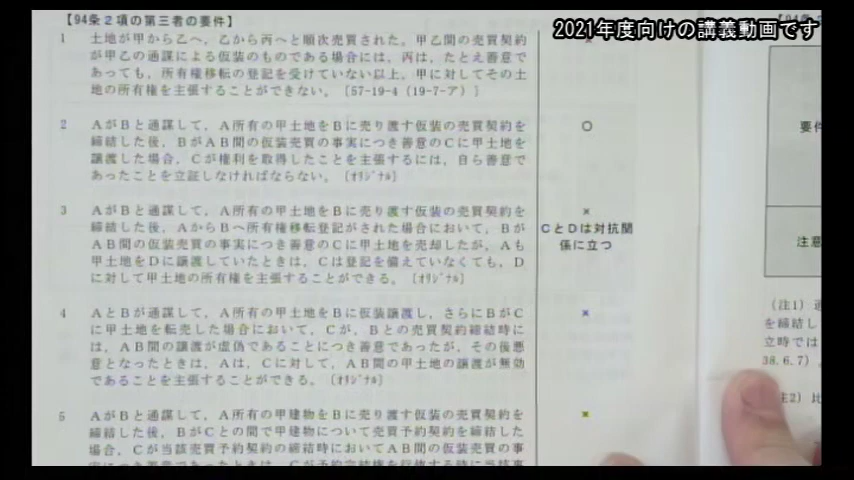 【94条2項の第三者の要件】
2021年度向けの講義動画です
1 土地が甲から乙へ，乙から丙へと順次売買された。甲乙間の売買契約
が甲乙の通謀による仮装のものである場合には，丙は，たとえ善意で
あっても，所有権移転の登記を受けていない以上，甲に対してその土
地の所有権を主張することができない。〔57-19-4（19-7-ア）〕
2 AがBと通謀して，A所有の甲土地をBに売り渡す仮装の売買契約を
締結した後，BがAB間の仮装売買の事実につき善意のCに甲土地を
譲渡した場合，Cが権利を取得したことを主張するには，自ら善意で
あったことを立証しなければならない。〔ｵﾘｼﾞﾅﾙ〕
○
3 AがBと通謀して，A所有の甲土地をBに売り渡す仮装の売買契約を
締結した後，AからBへ所有権移転登記がされた場合において，Bが
AB間の仮装売買の事実につき善意のCに甲土地を売却したが，Aも
甲土地をDに譲渡していたときは，Cは登記を備えていなくても，D
に対して甲土地の所有権を主張することができる。〔ｵﾘｼﾞﾅﾙ〕
×
CとDは対抗関
係に立つ
4 AとBが通謀して，A所有の甲土地をBに仮装譲渡し，さらにBがC
に甲土地を転売した場合において，Cが，Bとの売買契約締結時に
は，AB間の譲渡が虚偽であることにつき善意であったが，その後悪
意となったときは，Aは，Cに対して，AB間の甲土地の譲渡が無効
であることを主張することができる。〔ｵﾘｼﾞﾅﾙ〕
×
5 AがBと通謀して，A所有の甲建物をBに売り渡す仮装の売買契約を
締結した後，BがCとの間で甲建物について売買予約契約を締結した
場合，Cが当該売買予約契約の締結時においてAB間の仮装売買の事
×
要件
注意
（注1）
を締結し
立時では
38.6.7）
注2）比